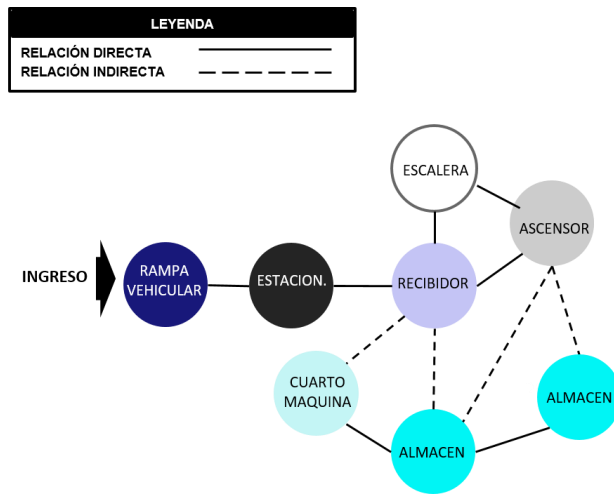 LEYENDA
RELACIÓN DIRECTA
RELACIÓN INDIRECTA
ESCALERA
ASCENSOR
INGRESO
RAMPA
VEHICULAR
ESTACION.
RECIBIDOR
CUARTO
MAQUINA
ALMACEN
ALMACEN